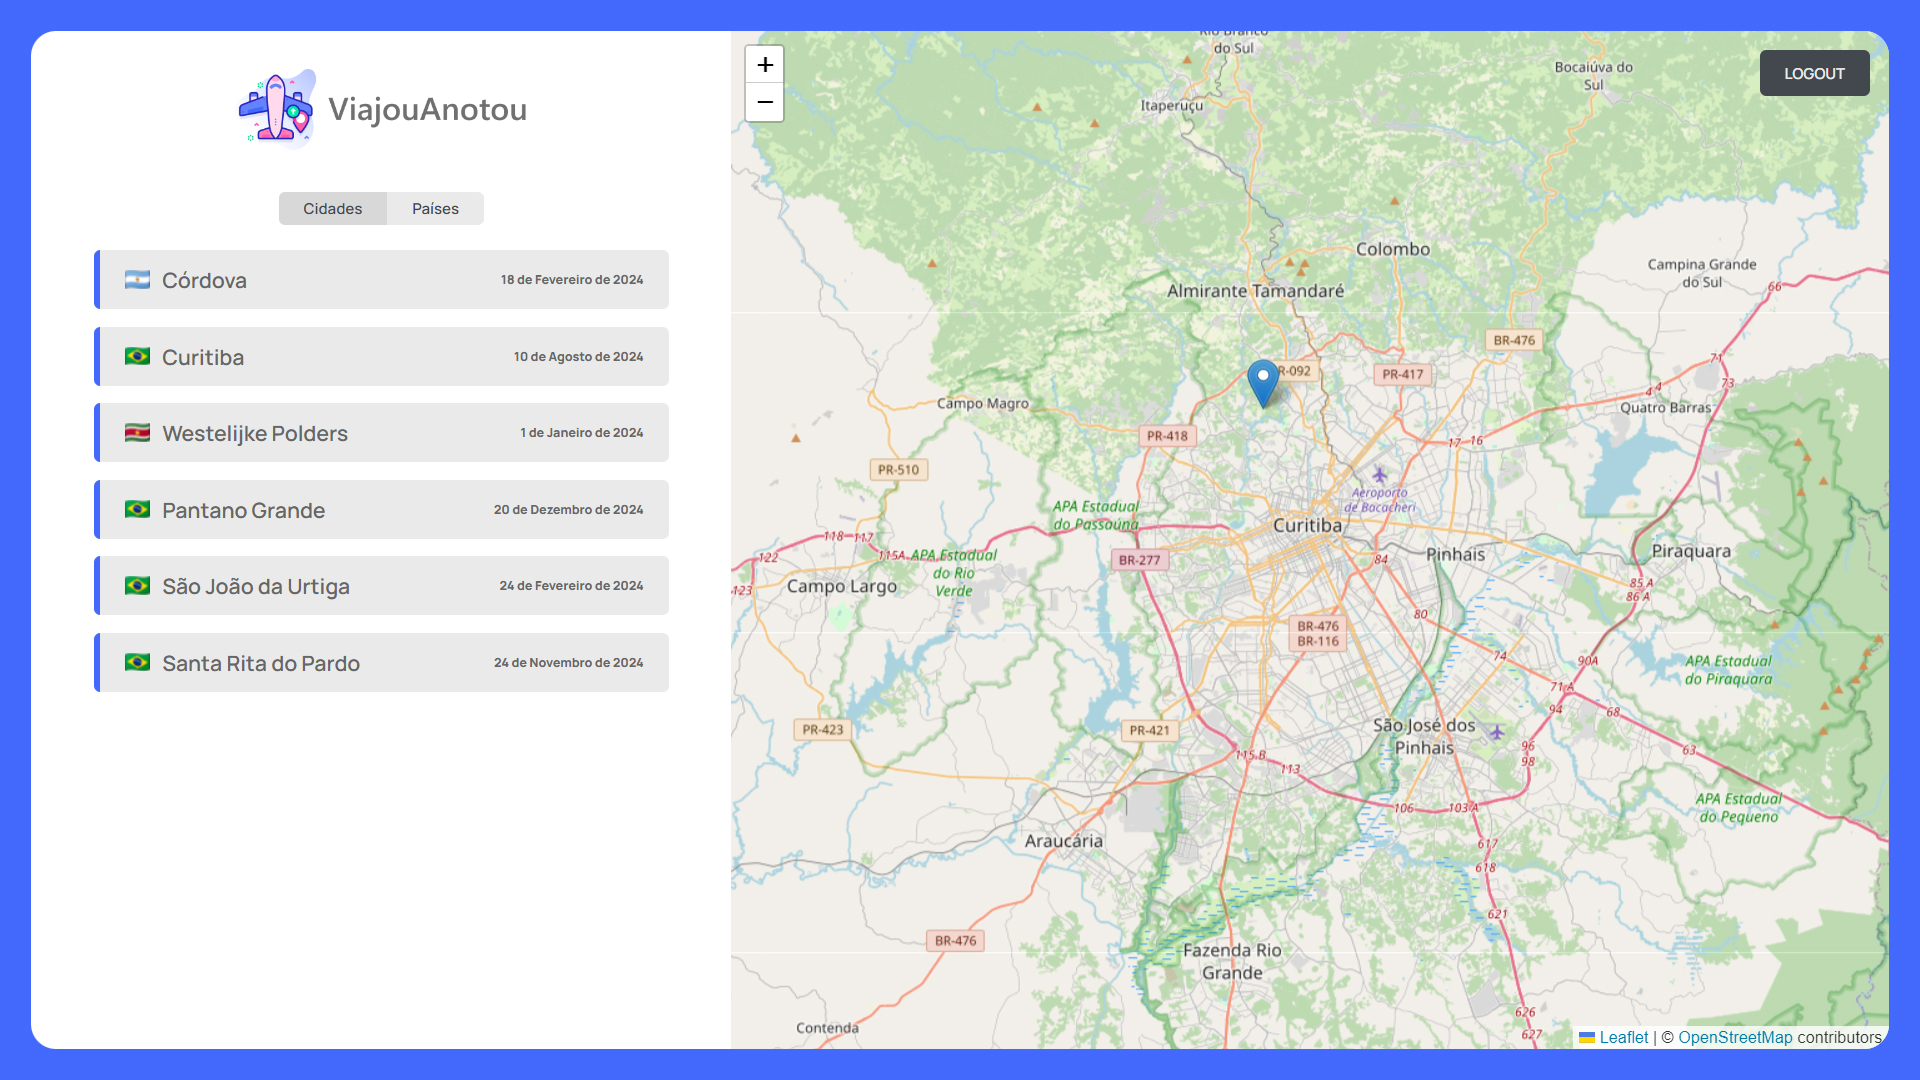 ViajouAnotou
Cidades
Países
Córdova
18 de Fevereiro de 2024
Curitiba
10 de Agosto de 2024
Westelijke Polders
1 de Janeiro de 2024
Pantano Grande
20 de Dezembro de 2024
São João da Urtiga
24 de Fevereiro de 2024
Santa Rita do Pardo
24 de Novembro de 2024
+
−
LOGOUT
Rio Branco
do Sul
Bocaiúva do
Sul
Itaperuçu
Colombo
Campina Grande
do Sul
66
Almirante Tamandaré
BR-476
71
R-092
PR-417
73
4 4
Campo Magro
Quatro Barras
PR-418
17
16
PR-510
Aeroporto
de Bacacheri
APA Estadual
do Passaúna
Curitiba
118
117
122
115A
APA Estadual
do Rio
Verde
BR-277
84
Pinhais
Piraquara
123
Campo Largo
85 A
86 A
80
BR-476
BR-116
74
90A
APA Estadual
do Piraquara
71 A
94
68
PR-423
PR-421
São José dos
Pinhais
96
98
63
115 B
113
106
103 A
APA Estadual
do Pequeno
Araucária
617
618
621
BR-476
Fazenda Rio
Grande
626
627
Contenda
Leaflet | © OpenStreetMap contributors